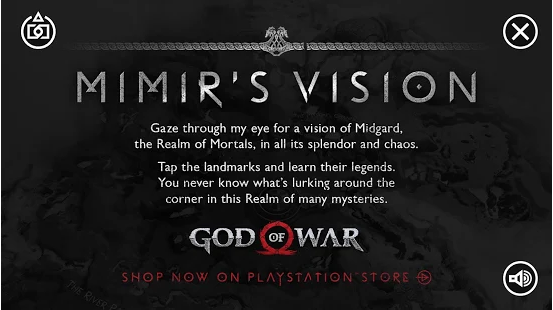 MIMIR'S VISION
Gaze through my eye for a vision of Midgard,
the Realm of Mortals, in all its splendor and chaos.
Tap the landmarks and learn their legends.
You never know what's lurking around the
corner in this Realm of many mysteries.
GOD OF WAR
SHOP NOW ON PLAYSTATION®STORE
THE RIVER